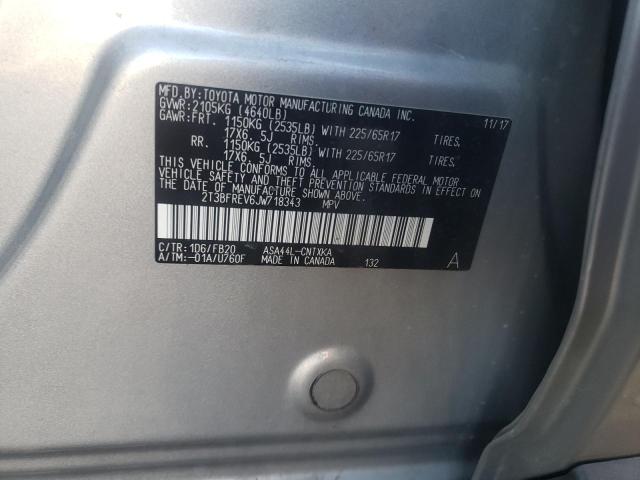 MFD. BY: TOYOTA MOTOR MANUFACTURING CANADA INC.
GVWR: 2105KG (4640LB) 11/17
GAWR: FRT. 1150KG (2535LB) WITH 225/65R17 TIRES.
17X6. 5J RIMS.
RR. 1150KG (2535LB) WITH 225/65R17 TIRES.
17X6. 5J RIMS.
THIS VEHICLE CONFORMS TO ALL APPLICABLE FEDERAL MOTOR
VEHICLE SAFETY AND THEFT PREVENTION STANDARDS IN
EFFECT ON THE DATE OF MANUFACTURE SHOWN ABOVE.
2T3BFREV6JW718343 MPV
C/TR: 1D6/FB20 ASA44L-CNTXKA
A/TM: -01A/U760F MADE IN CANADA 132 A